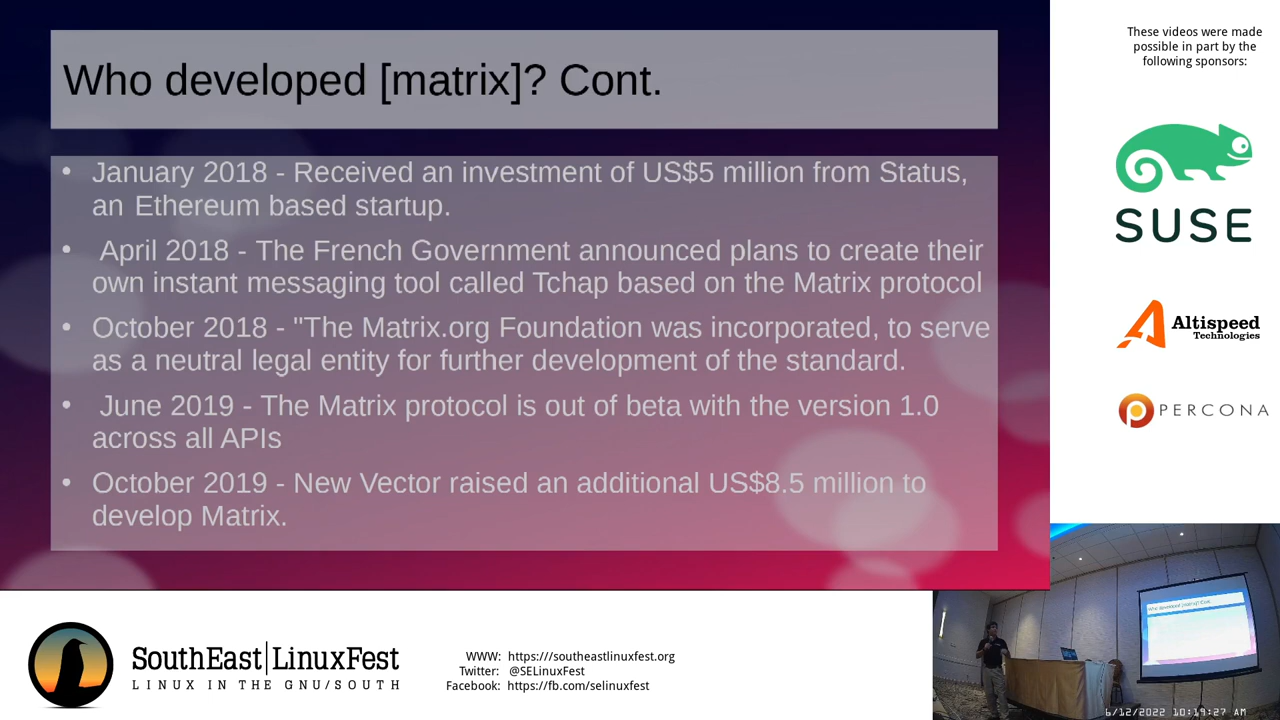 Who developed [matrix]? Cont.
• January 2018 - Received an investment of US$5 million from Status,
an Ethereum based startup.
• April 2018 - The French Government announced plans to create their
own instant messaging tool called Tchap based on the Matrix protocol
• October 2018 - "The Matrix.org Foundation was incorporated, to serve
as a neutral legal entity for further development of the standard.
• June 2019 - The Matrix protocol is out of beta with the version 1.0
across all APIs
• October 2019 - New Vector raised an additional US$8.5 million to
develop Matrix.
These videos were made
possible in part by the
following sponsors:
SUSE
Altispeed
Technologies
PERCONA
SouthEast|LinuxFest
LINUX IN THE GNU/SOUTH
WWW: https:///southeastlinuxfest.org
Twitter: @SELinuxFest
Facebook: https://fb.com/selinuxfest
Who developed [matrix]? Cont.
6/12/2022 10:19:27 AM